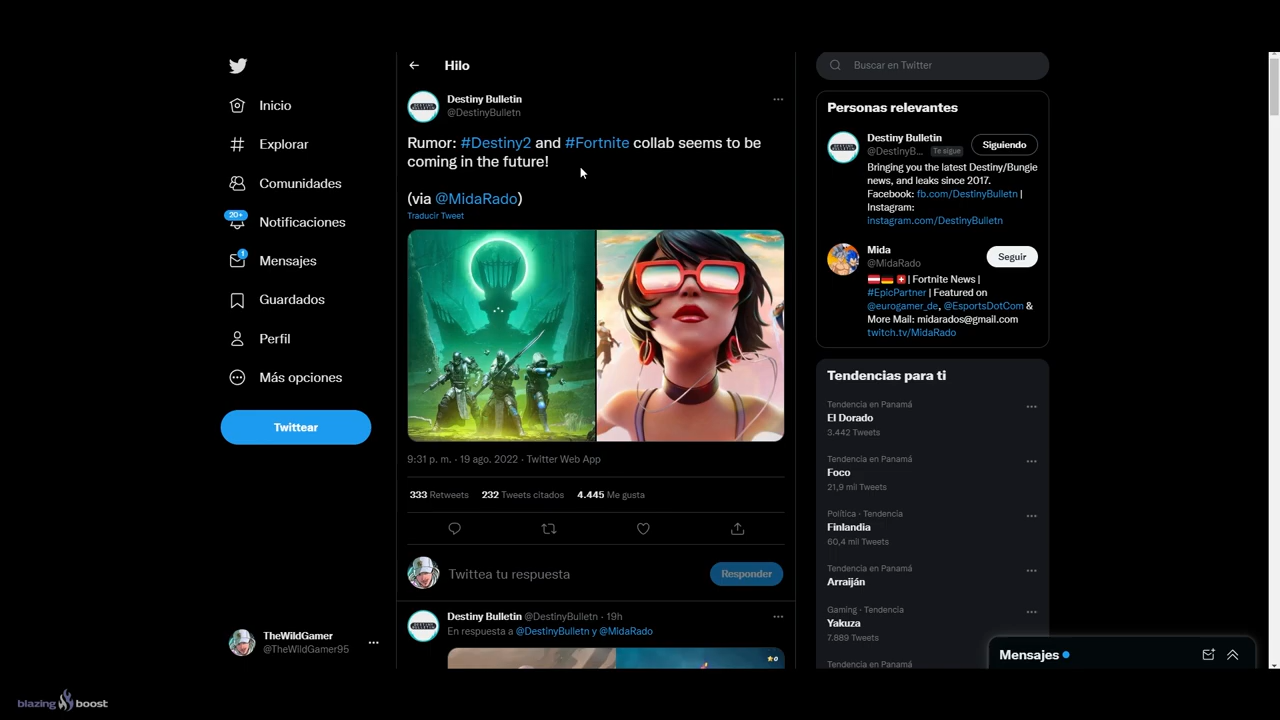 Inicio
Explorar
Comunidades
20+
Notificaciones
1
Mensajes
Guardados
Perfil
Más opciones
Twittear
TheWildGamer
@TheWildGamer95
Hilo
Destiny Bulletin
@DestinyBulletn
Rumor: #Destiny2 and #Fortnite collab seems to be
coming in the future!
(via @MidaRado)
Traducir Tweet
9:31 p. m. · 19 ago. 2022 · Twitter Web App
333 Retweets 232 Tweets citados 4.445 Me gusta
Twittea tu respuesta
Responder
Destiny Bulletin @DestinyBulletn · 19h
En respuesta a @DestinyBulletn y @MidaRado
Buscar en Twitter
Personas relevantes
Destiny Bulletin
@DestinyB... Te sigue
Siguiendo
Bringing you the latest Destiny/Bungie
news, and leaks since 2017.
Facebook: fb.com/DestinyBulletn |
Instagram:
instagram.com/DestinyBulletn
Mida
@MidaRado
Seguir
| Fortnite News |
#EpicPartner | Featured on
@eurogamer_de, @EsportsDotCom &
More Mail: midarados@gmail.com
twitch.tv/MidaRado
Tendencias para ti
Tendencia en Panamá
El Dorado
3.442 Tweets
Tendencia en Panamá
Foco
21,9 mil Tweets
Política · Tendencia
Finlandia
60,4 mil Tweets
Tendencia en Panamá
Arraiján
Gaming · Tendencia
Yakuza
7.889 Tweets
Tendencia en Panamá
Mensajes
blazing boost